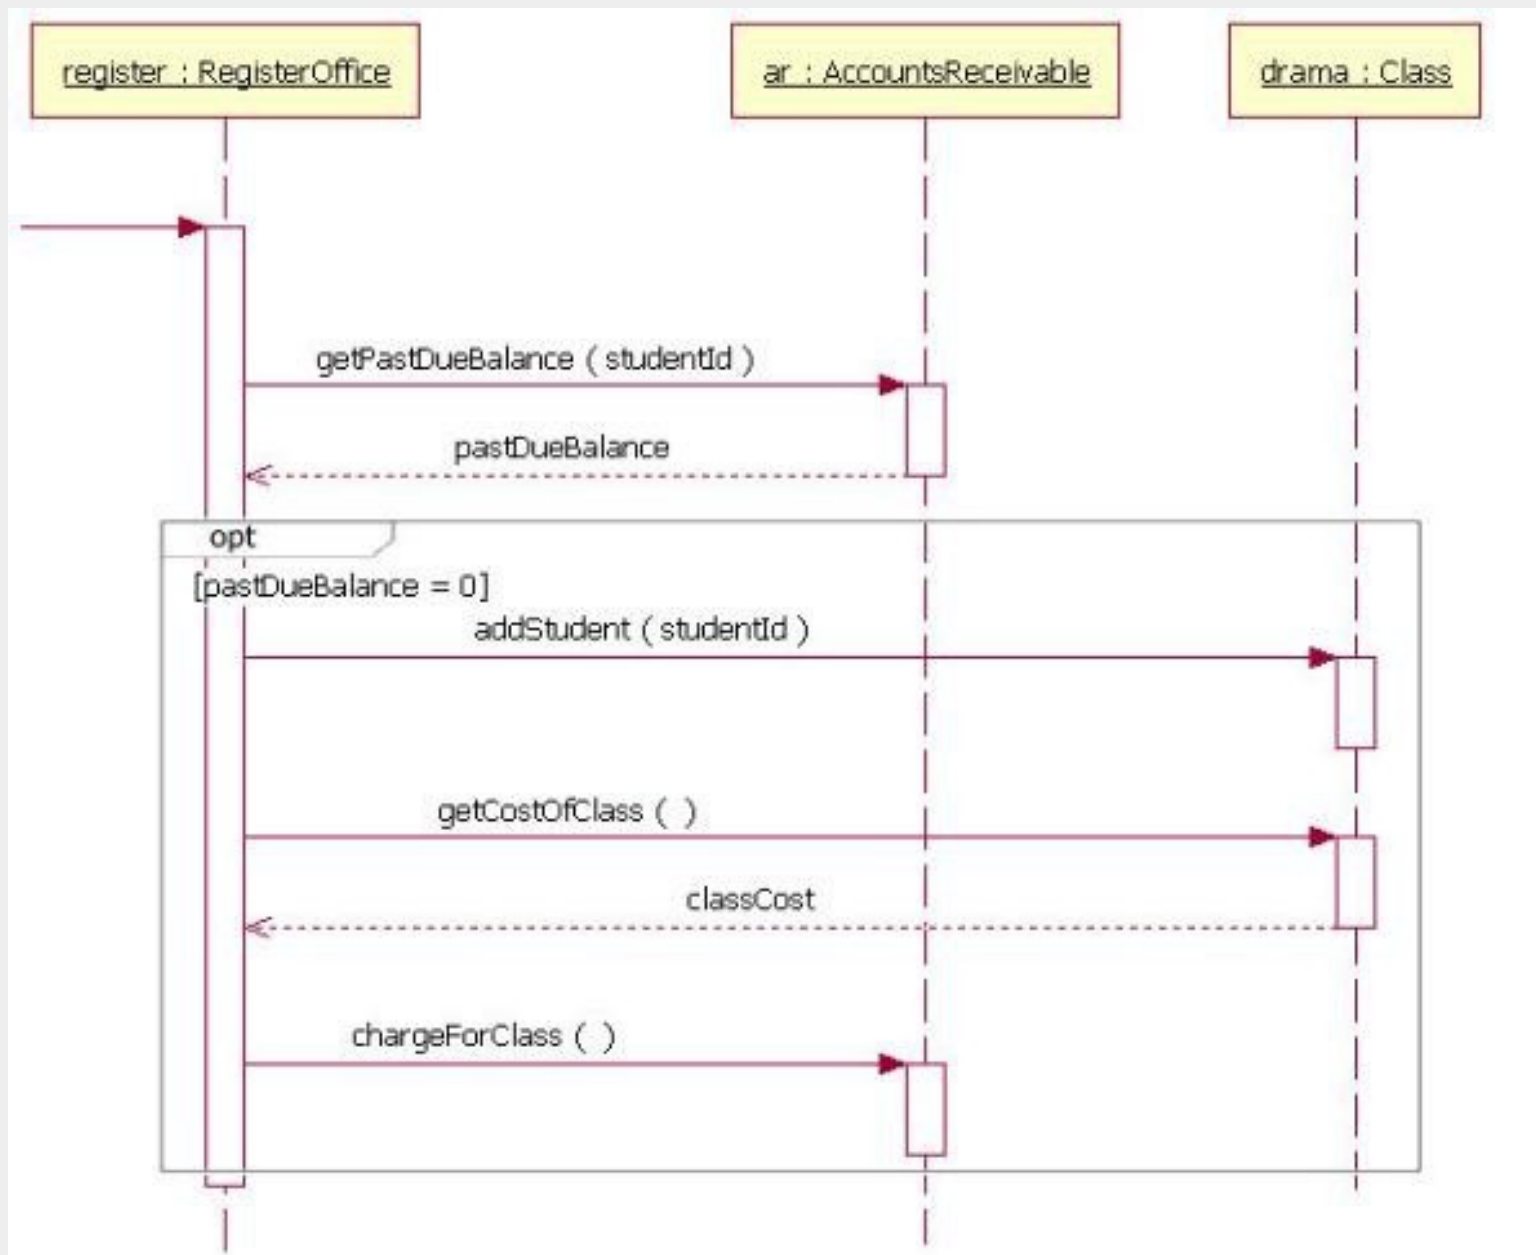 register : RegisterOffice
ar : AccountsReceivable
drama : Class
getPastDueBalance ( studentId )
pastDueBalance
opt
[pastDueBalance = 0]
addStudent ( studentId )
getCostOfClass ( )
classCost
chargeForClass ( )